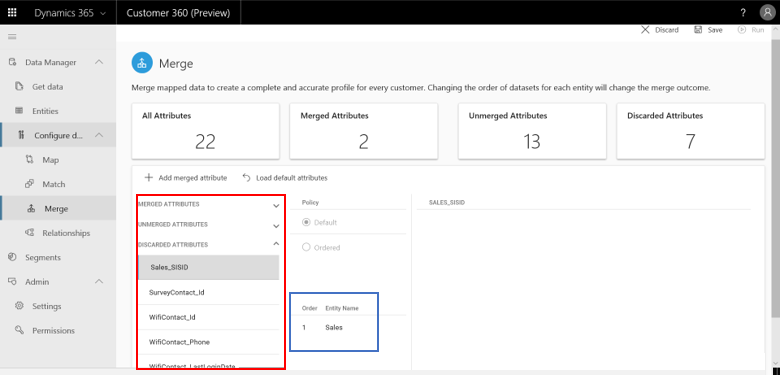 Dynamics 365 Customer 360 (Preview) ?
Discard Save Run
Data Manager
Get data
Entities
Configure d...
Map
Match
Merge
Relationships
Segments
Admin
Settings
Permissions
Merge
Merge mapped data to create a complete and accurate profile for every customer. Changing the order of datasets for each entity will change the merge outcome.
All Attributes
22
Merged Attributes
2
Unmerged Attributes
13
Discarded Attributes
7
Add merged attribute Load default attributes
MERGED ATTRIBUTES
UNMERGED ATTRIBUTES
DISCARDED ATTRIBUTES
Sales_SISID
SurveyContact_Id
WifiContact_Id
WifiContact_Phone
WifiContact_LastLoginDate
Policy
Default
Ordered
Order Entity Name
1 Sales
SALES_SISID